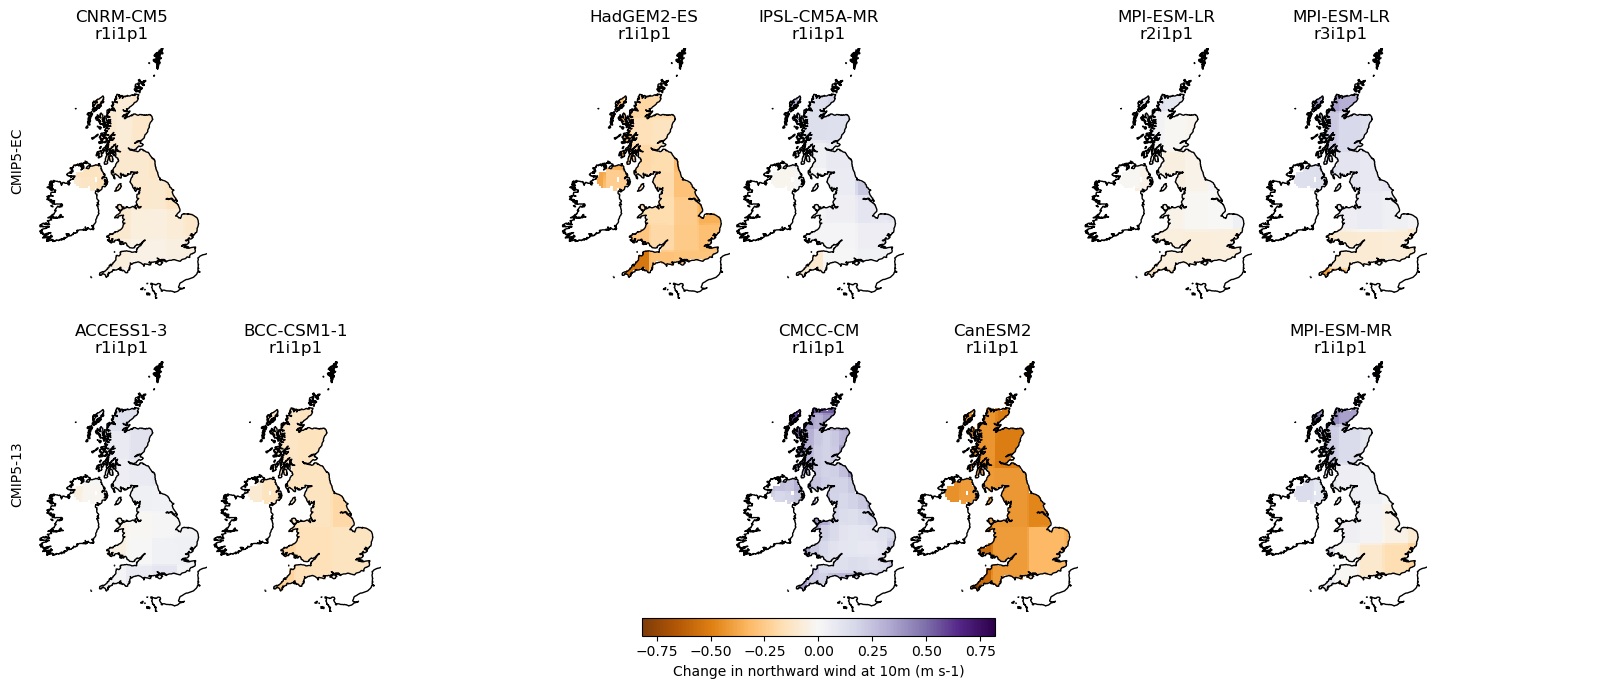 CNRM-CM5
r1i1p1
HadGEM2-ES
r1i1p1
IPSL-CM5A-MR
r1i1p1
MPI-ESM-LR
r2i1p1
MPI-ESM-LR
r3i1p1
CMIP5-EC
ACCESS1-3
r1i1p1
BCC-CSM1-1
r1i1p1
CMCC-CM
r1i1p1
CanESM2
r1i1p1
MPI-ESM-MR
r1i1p1
CMIP5-13
−0.75 −0.50 −0.25 0.00 0.25 0.50 0.75
Change in northward wind at 10m (m s-1)